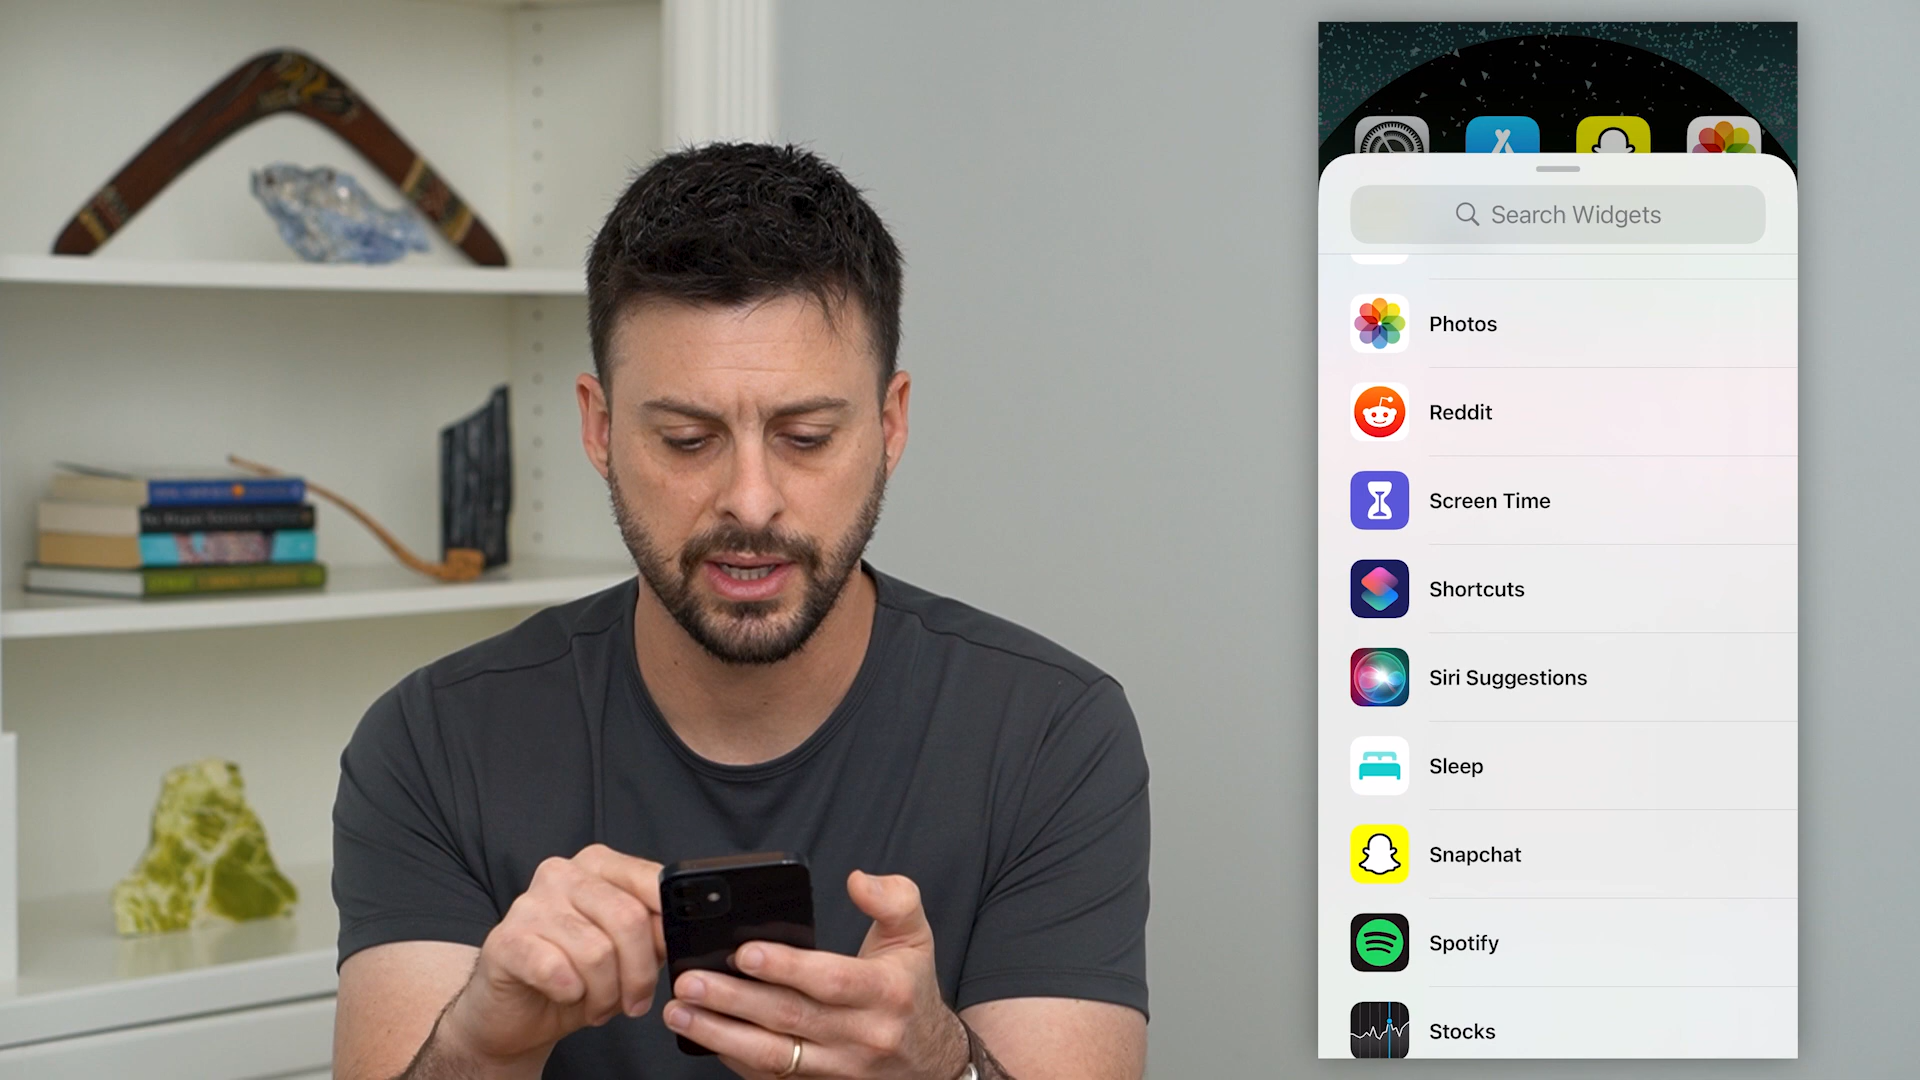 Search Widgets
Photos
Reddit
Screen Time
Shortcuts
Siri Suggestions
Sleep
Snapchat
Spotify
Stocks